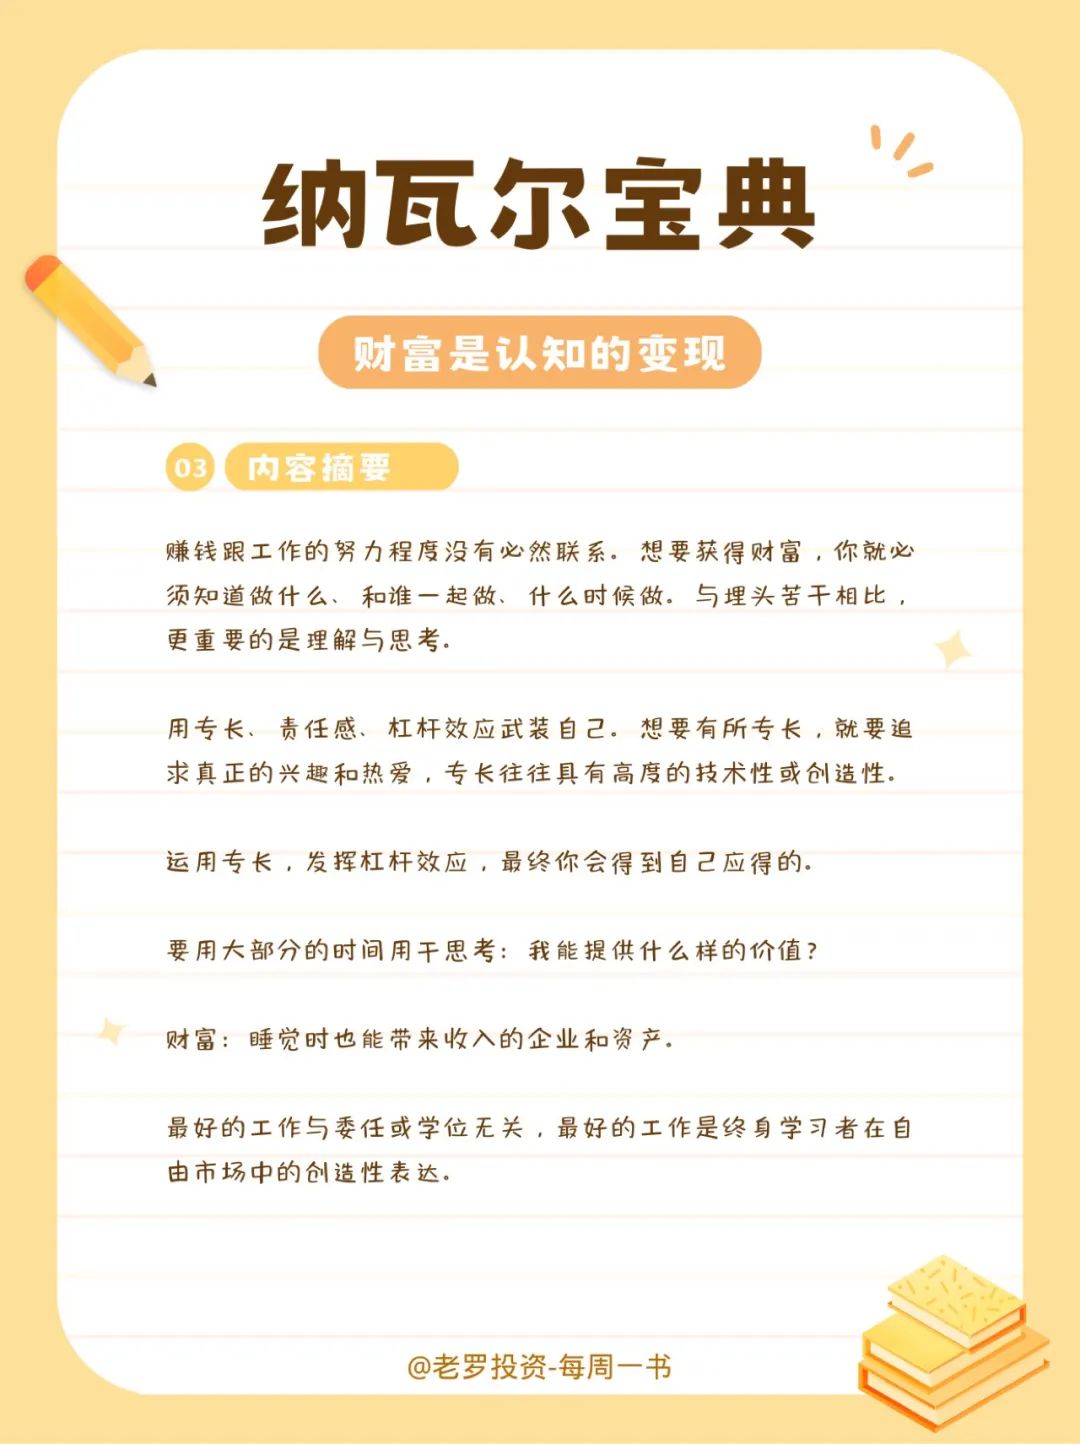 纳瓦尔宝典
财富是认知的变现
03 内容摘要
赚钱跟工作的努力程度没有必然联系。想要获得财富，你就必
须知道做什么、和谁一起做、什么时候做。与埋头苦干相比，
更重要的是理解与思考。
用专长、责任感、杠杆效应武装自己。想要有所专长，就要追
求真正的兴趣和热爱，专长往往具有高度的技术性或创造性。
运用专长，发挥杠杆效应，最终你会得到自己应得的。
要用大部分的时间用干思考：我能提供什么样的价值？
财富：睡觉时也能带来收入的企业和资产。
最好的工作与委任或学位无关，最好的工作是终身学习者在自
由市场中的创造性表达。
@老罗投资-每周一书